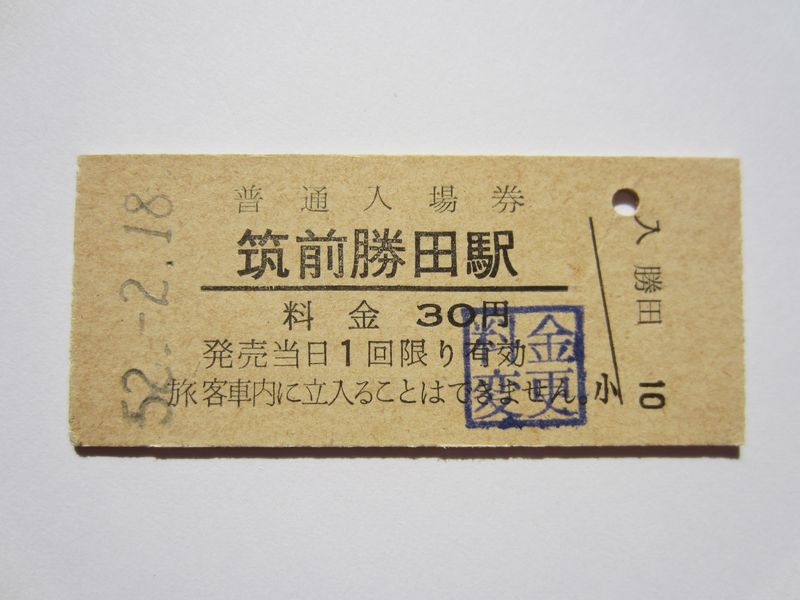 52.-2.18
普通入場券
筑前勝田駅
料金 30円
発売当日1回限り有効
旅客車内に立入ることはできません。
料金
変更
小
入 勝田
10